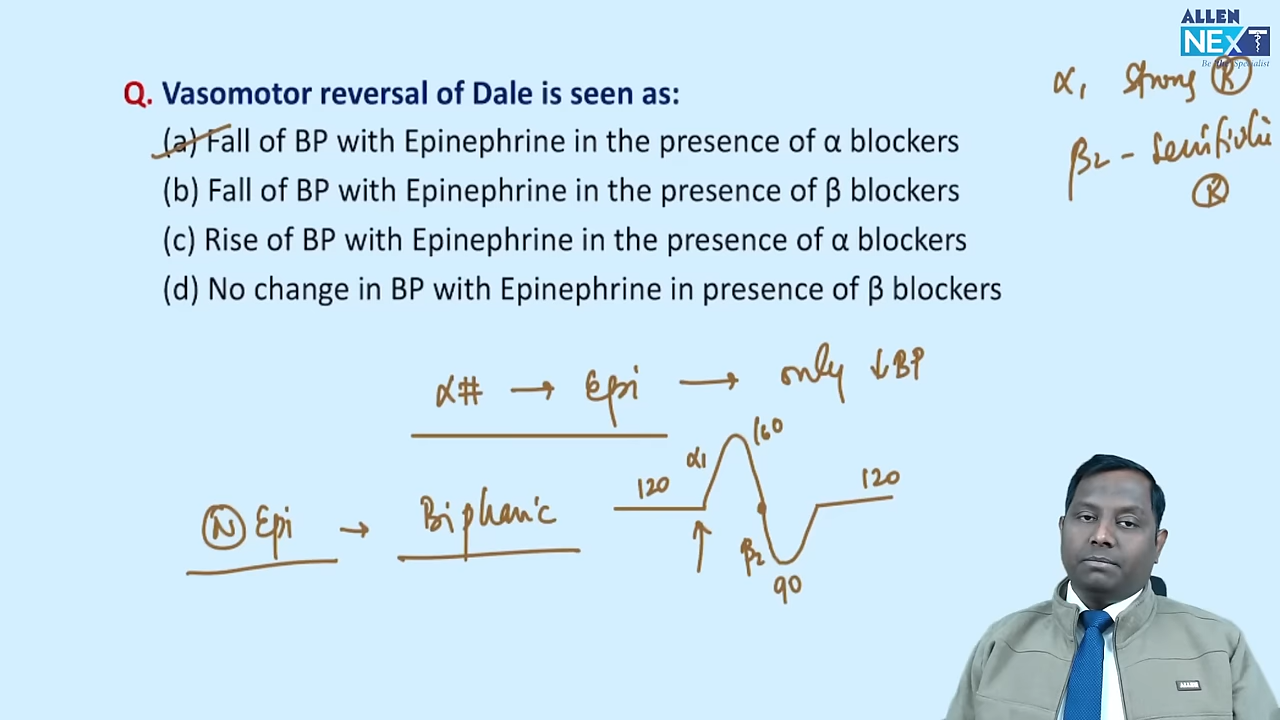 ALLEN
NEXT
Be the Specialist
Q. Vasomotor reversal of Dale is seen as:
(a) Fall of BP with Epinephrine in the presence of α blockers
(b) Fall of BP with Epinephrine in the presence of β blockers
(c) Rise of BP with Epinephrine in the presence of α blockers
(d) No change in BP with Epinephrine in presence of β blockers
α1 strong R
β2 - Sensitive
R
α# → Epi → only ↓BP
N Epi → Biphasic
120 α1 160 120
β2
90
ALLEN